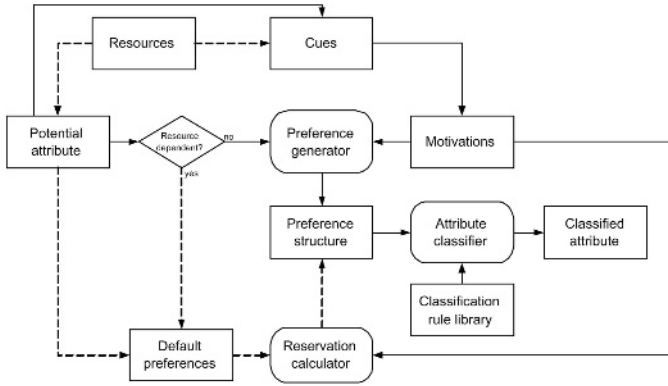 Resources
Cues
Potential
attribute
Resource
dependent?
no
yes
Preference
generator
Motivations
Preference
structure
Attribute
classifier
Classified
attribute
Classification
rule library
Default
preferences
Reservation
calculator